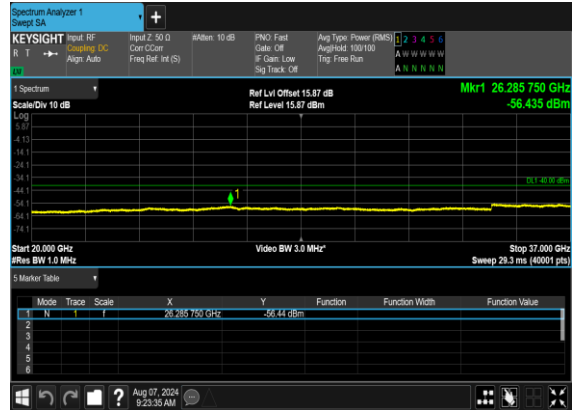 Spectrum Analyzer 1
Swept SA
+
KEYSIGHT Input: RF Input Z: 50 Ω #Atten: 10 dB PNO: Fast Avg Type: Power (RMS) 1 2 3 4 5 6
R T Coupling: DC Corr CCorr Gate: Off Avg|Hold: 100/100 A W W W W W
Align: Auto Freq Ref: Int (S) IF Gain: Low Trig: Free Run
Sig Track: Off A N N N N N
1 Spectrum Ref Lvl Offset 15.87 dB Mkr1 26.285 750 GHz
Scale/Div 10 dB Ref Level 15.87 dBm -56.435 dBm
Log
5.87
-4.13
-14.1
-24.1
-34.1
DL1 -40.00 dBm
-44.1
1
-54.1
-64.1
-74.1
Start 20.000 GHz Video BW 3.0 MHz* Stop 37.000 GHz
#Res BW 1.0 MHz Sweep 29.3 ms (40001 pts)
5 Marker Table
Mode Trace Scale X Y Function Function Width Function Value
1 N 1 f 26.285 750 GHz -56.44 dBm
2
3
4
5
6
? Aug 07, 2024
9:23:35 AM